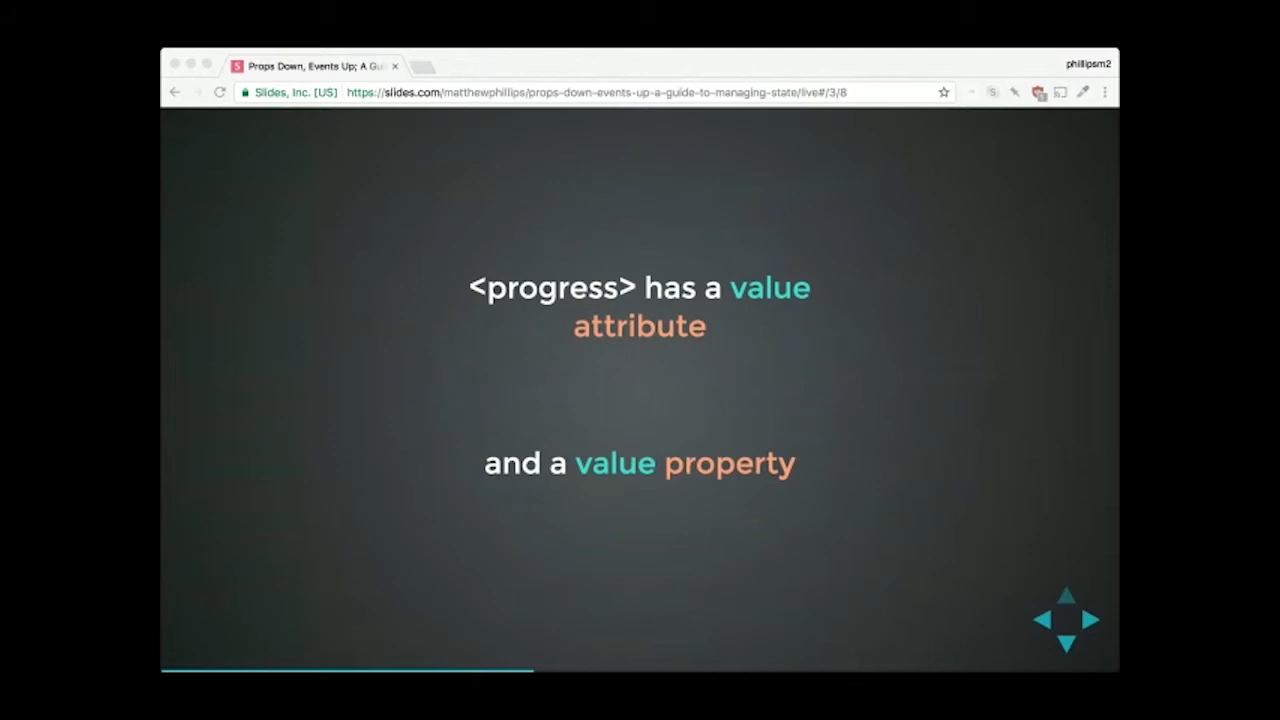 Props Down, Events Up; A Gui
phillipsm2
Slides, Inc. [US] https://slides.com/matthewphillips/props-down-events-up-a-guide-to-managing-state/live#/3/8
<progress> has a value
attribute
and a value property